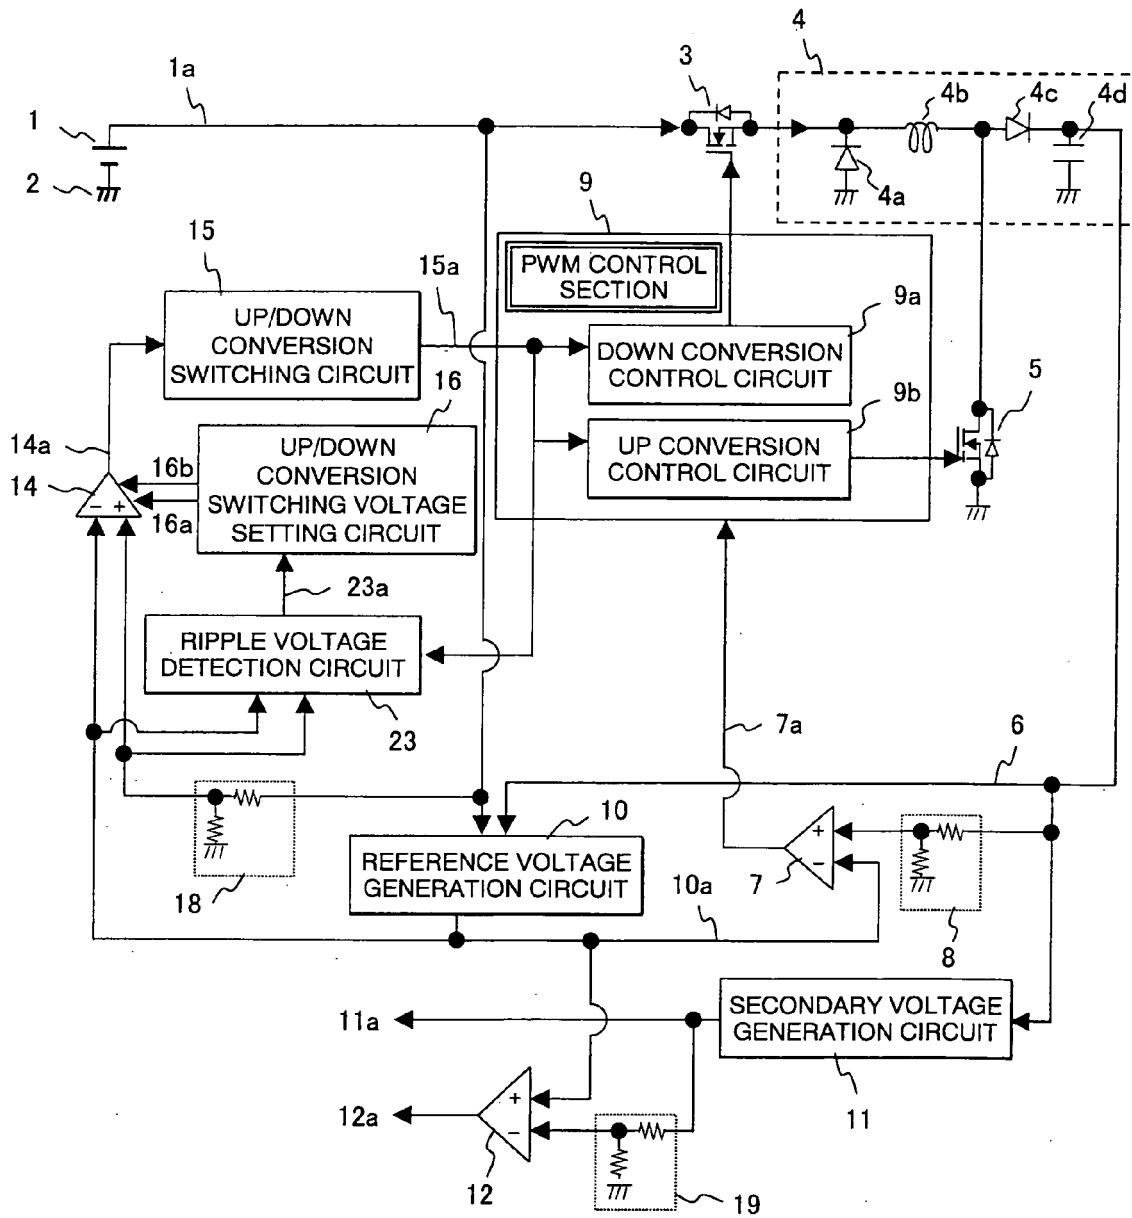 4
3
1a
4b
4c
4d
1
2
4a
9
15
PWM CONTROL
SECTION
15a
9a
UP/DOWN
CONVERSION
SWITCHING CIRCUIT
DOWN CONVERSION
CONTROL CIRCUIT
16
9b
5
14a
16b
UP/DOWN
CONVERSION
SWITCHING VOLTAGE
SETTING CIRCUIT
UP CONVERSION
CONTROL CIRCUIT
14
- +
16a
23a
RIPPLE VOLTAGE
DETECTION CIRCUIT
23
7a
6
10
18
REFERENCE VOLTAGE
GENERATION CIRCUIT
+
-
7
10a
8
SECONDARY VOLTAGE
GENERATION CIRCUIT
11a
11
+
-
12a
12
19